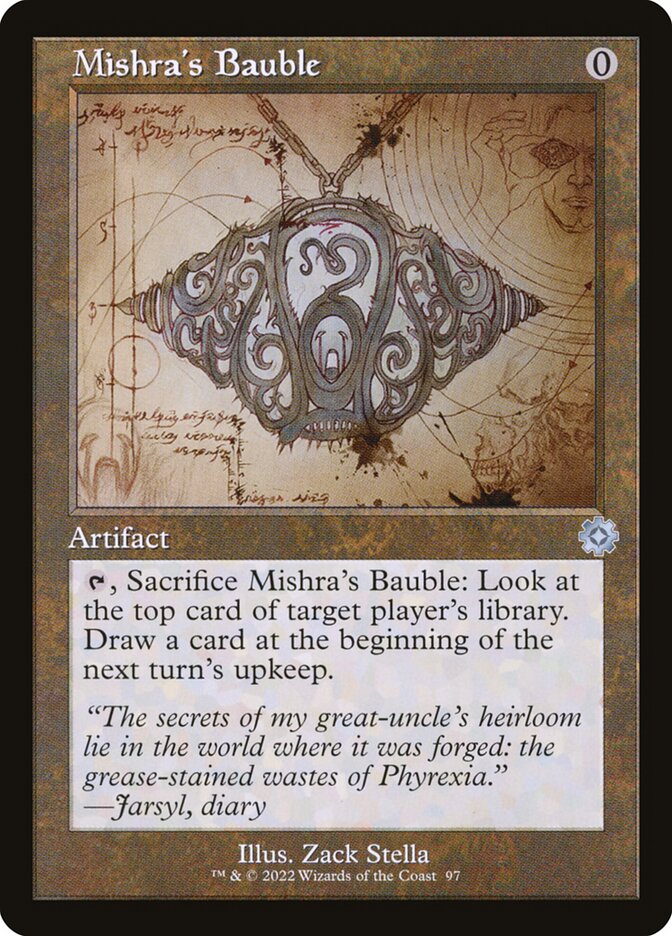 Mishra's Bauble 0
Artifact
, Sacrifice Mishra's Bauble: Look at
the top card of target player's library.
Draw a card at the beginning of the
next turn's upkeep.
“The secrets of my great-uncle's heirloom
lie in the world where it was forged: the
grease-stained wastes of Phyrexia.”
—Jarsyl, diary
Illus. Zack Stella
™ & © 2022 Wizards of the Coast 97